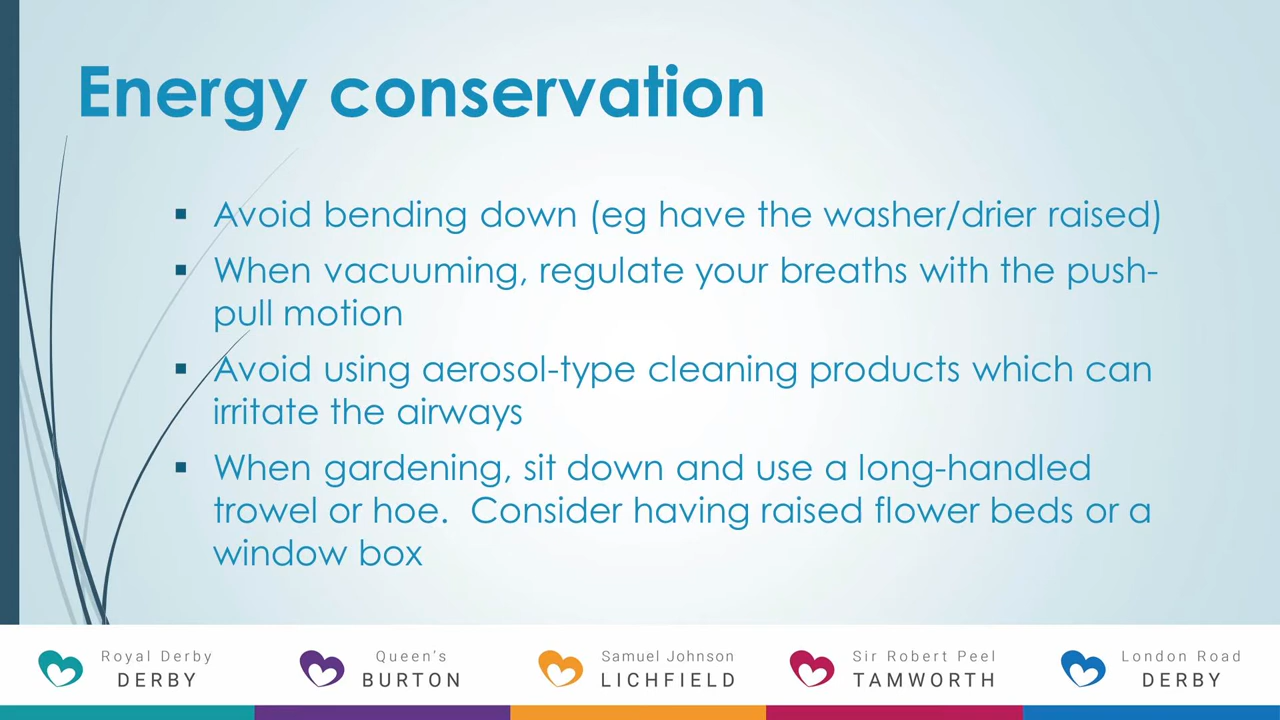 Energy conservation
▪ Avoid bending down (eg have the washer/drier raised)
▪ When vacuuming, regulate your breaths with the push-
pull motion
▪ Avoid using aerosol-type cleaning products which can
irritate the airways
▪ When gardening, sit down and use a long-handled
trowel or hoe.  Consider having raised flower beds or a
window box
Royal Derby
DERBY
Queen's
BURTON
Samuel Johnson
LICHFIELD
Sir Robert Peel
TAMWORTH
London Road
DERBY